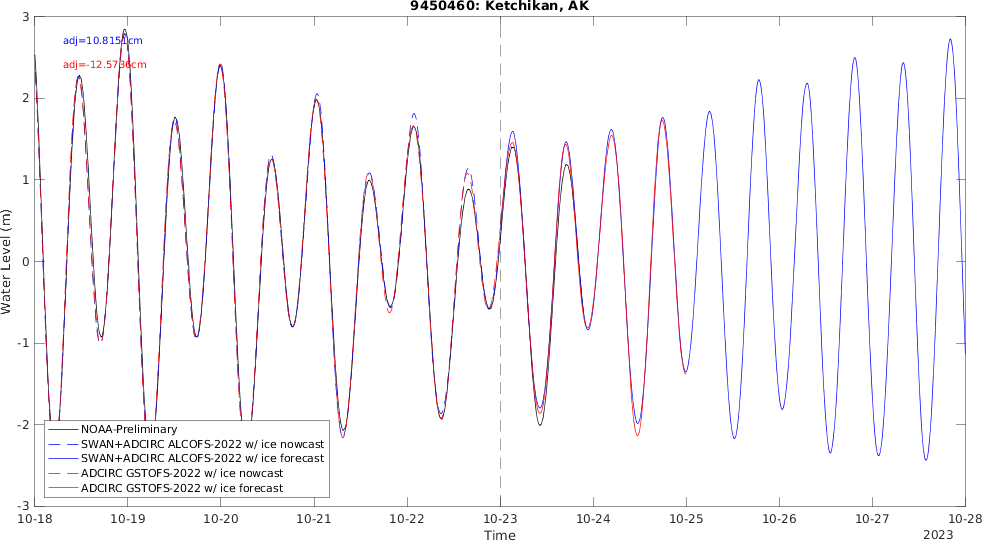 9450460: Ketchikan, AK
adj=10.8151cm
adj=-12.5736cm
Water Level (m)
3
2
1
0
-1
-2
-3
NOAA-Preliminary
SWAN+ADCIRC ALCOFS-2022 w/ ice nowcast
SWAN+ADCIRC ALCOFS-2022 w/ ice forecast
ADCIRC GSTOFS-2022 w/ ice nowcast
ADCIRC GSTOFS-2022 w/ ice forecast
10-18 10-19 10-20 10-21 10-22 10-23 10-24 10-25 10-26 10-27 10-28
Time
2023